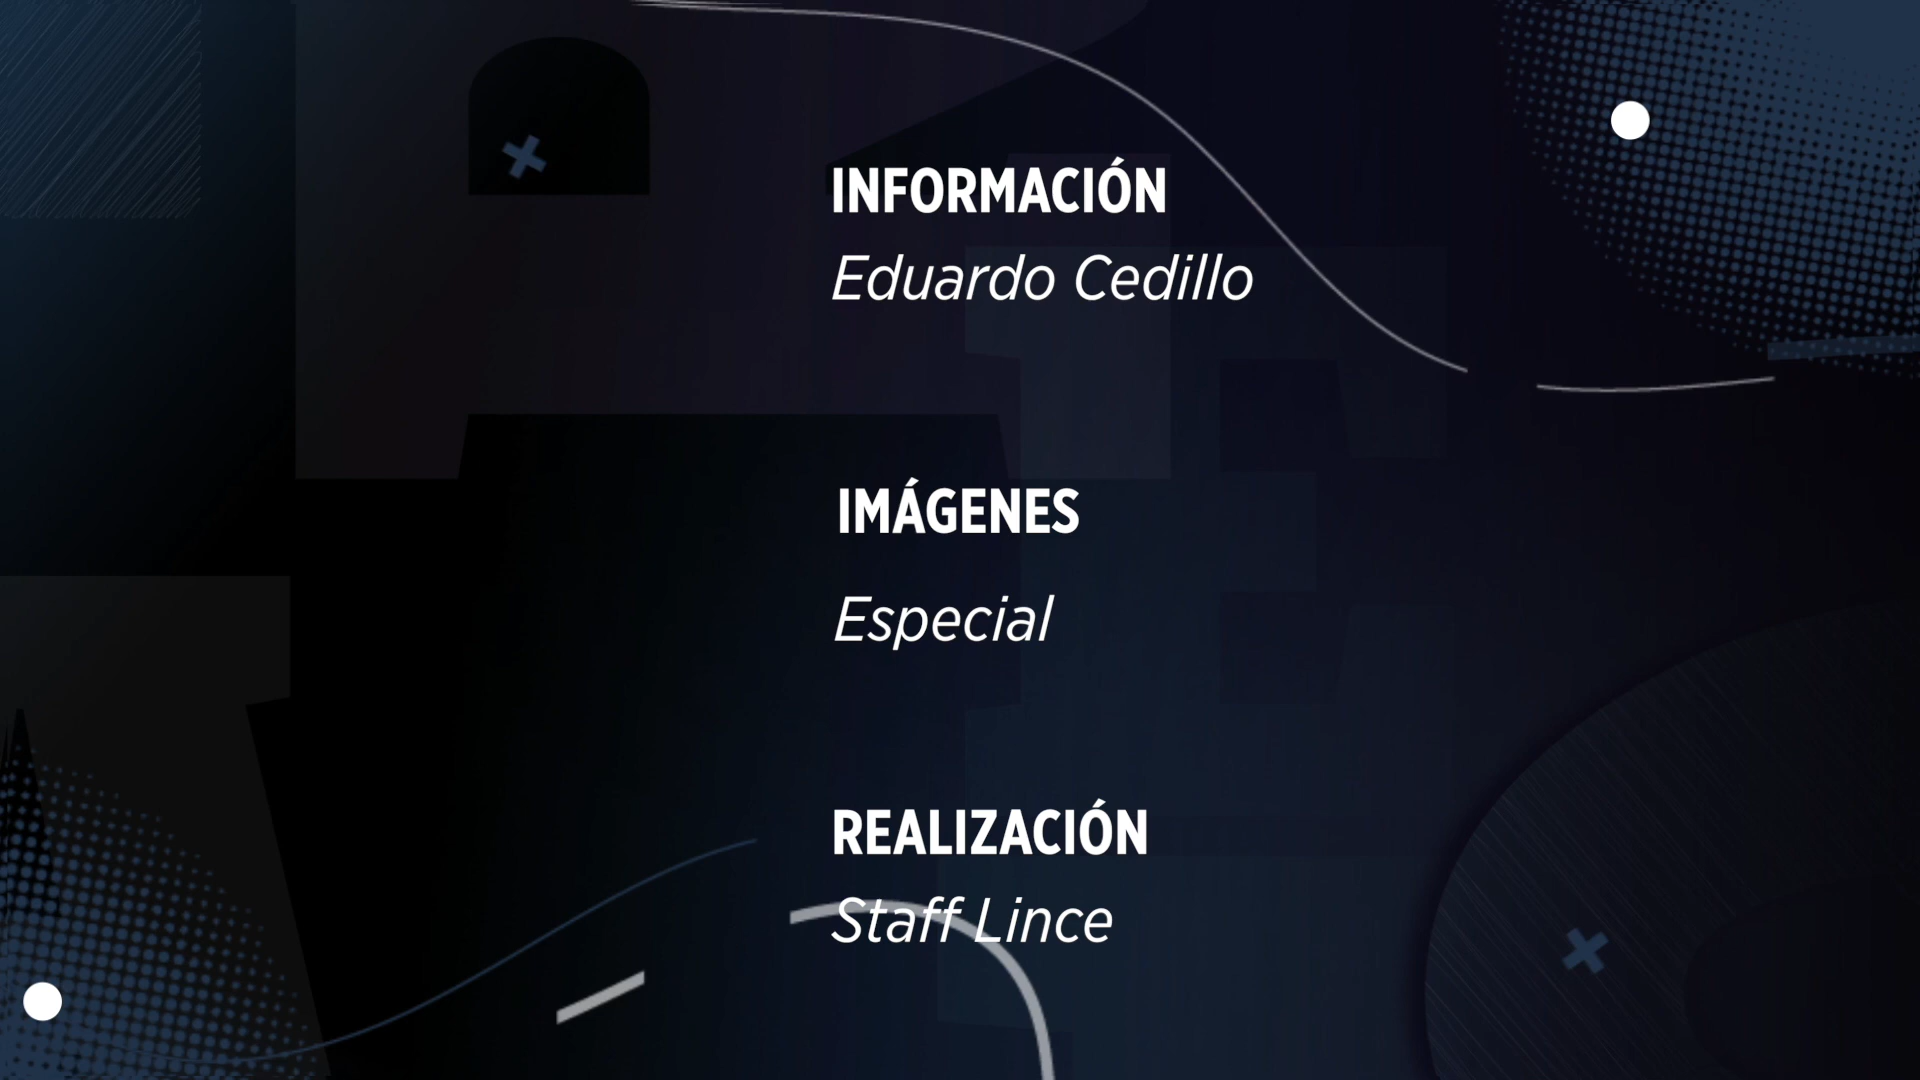 INFORMACIÓN
Eduardo Cedillo
IMÁGENES
Especial
REALIZACIÓN
Staff Lince